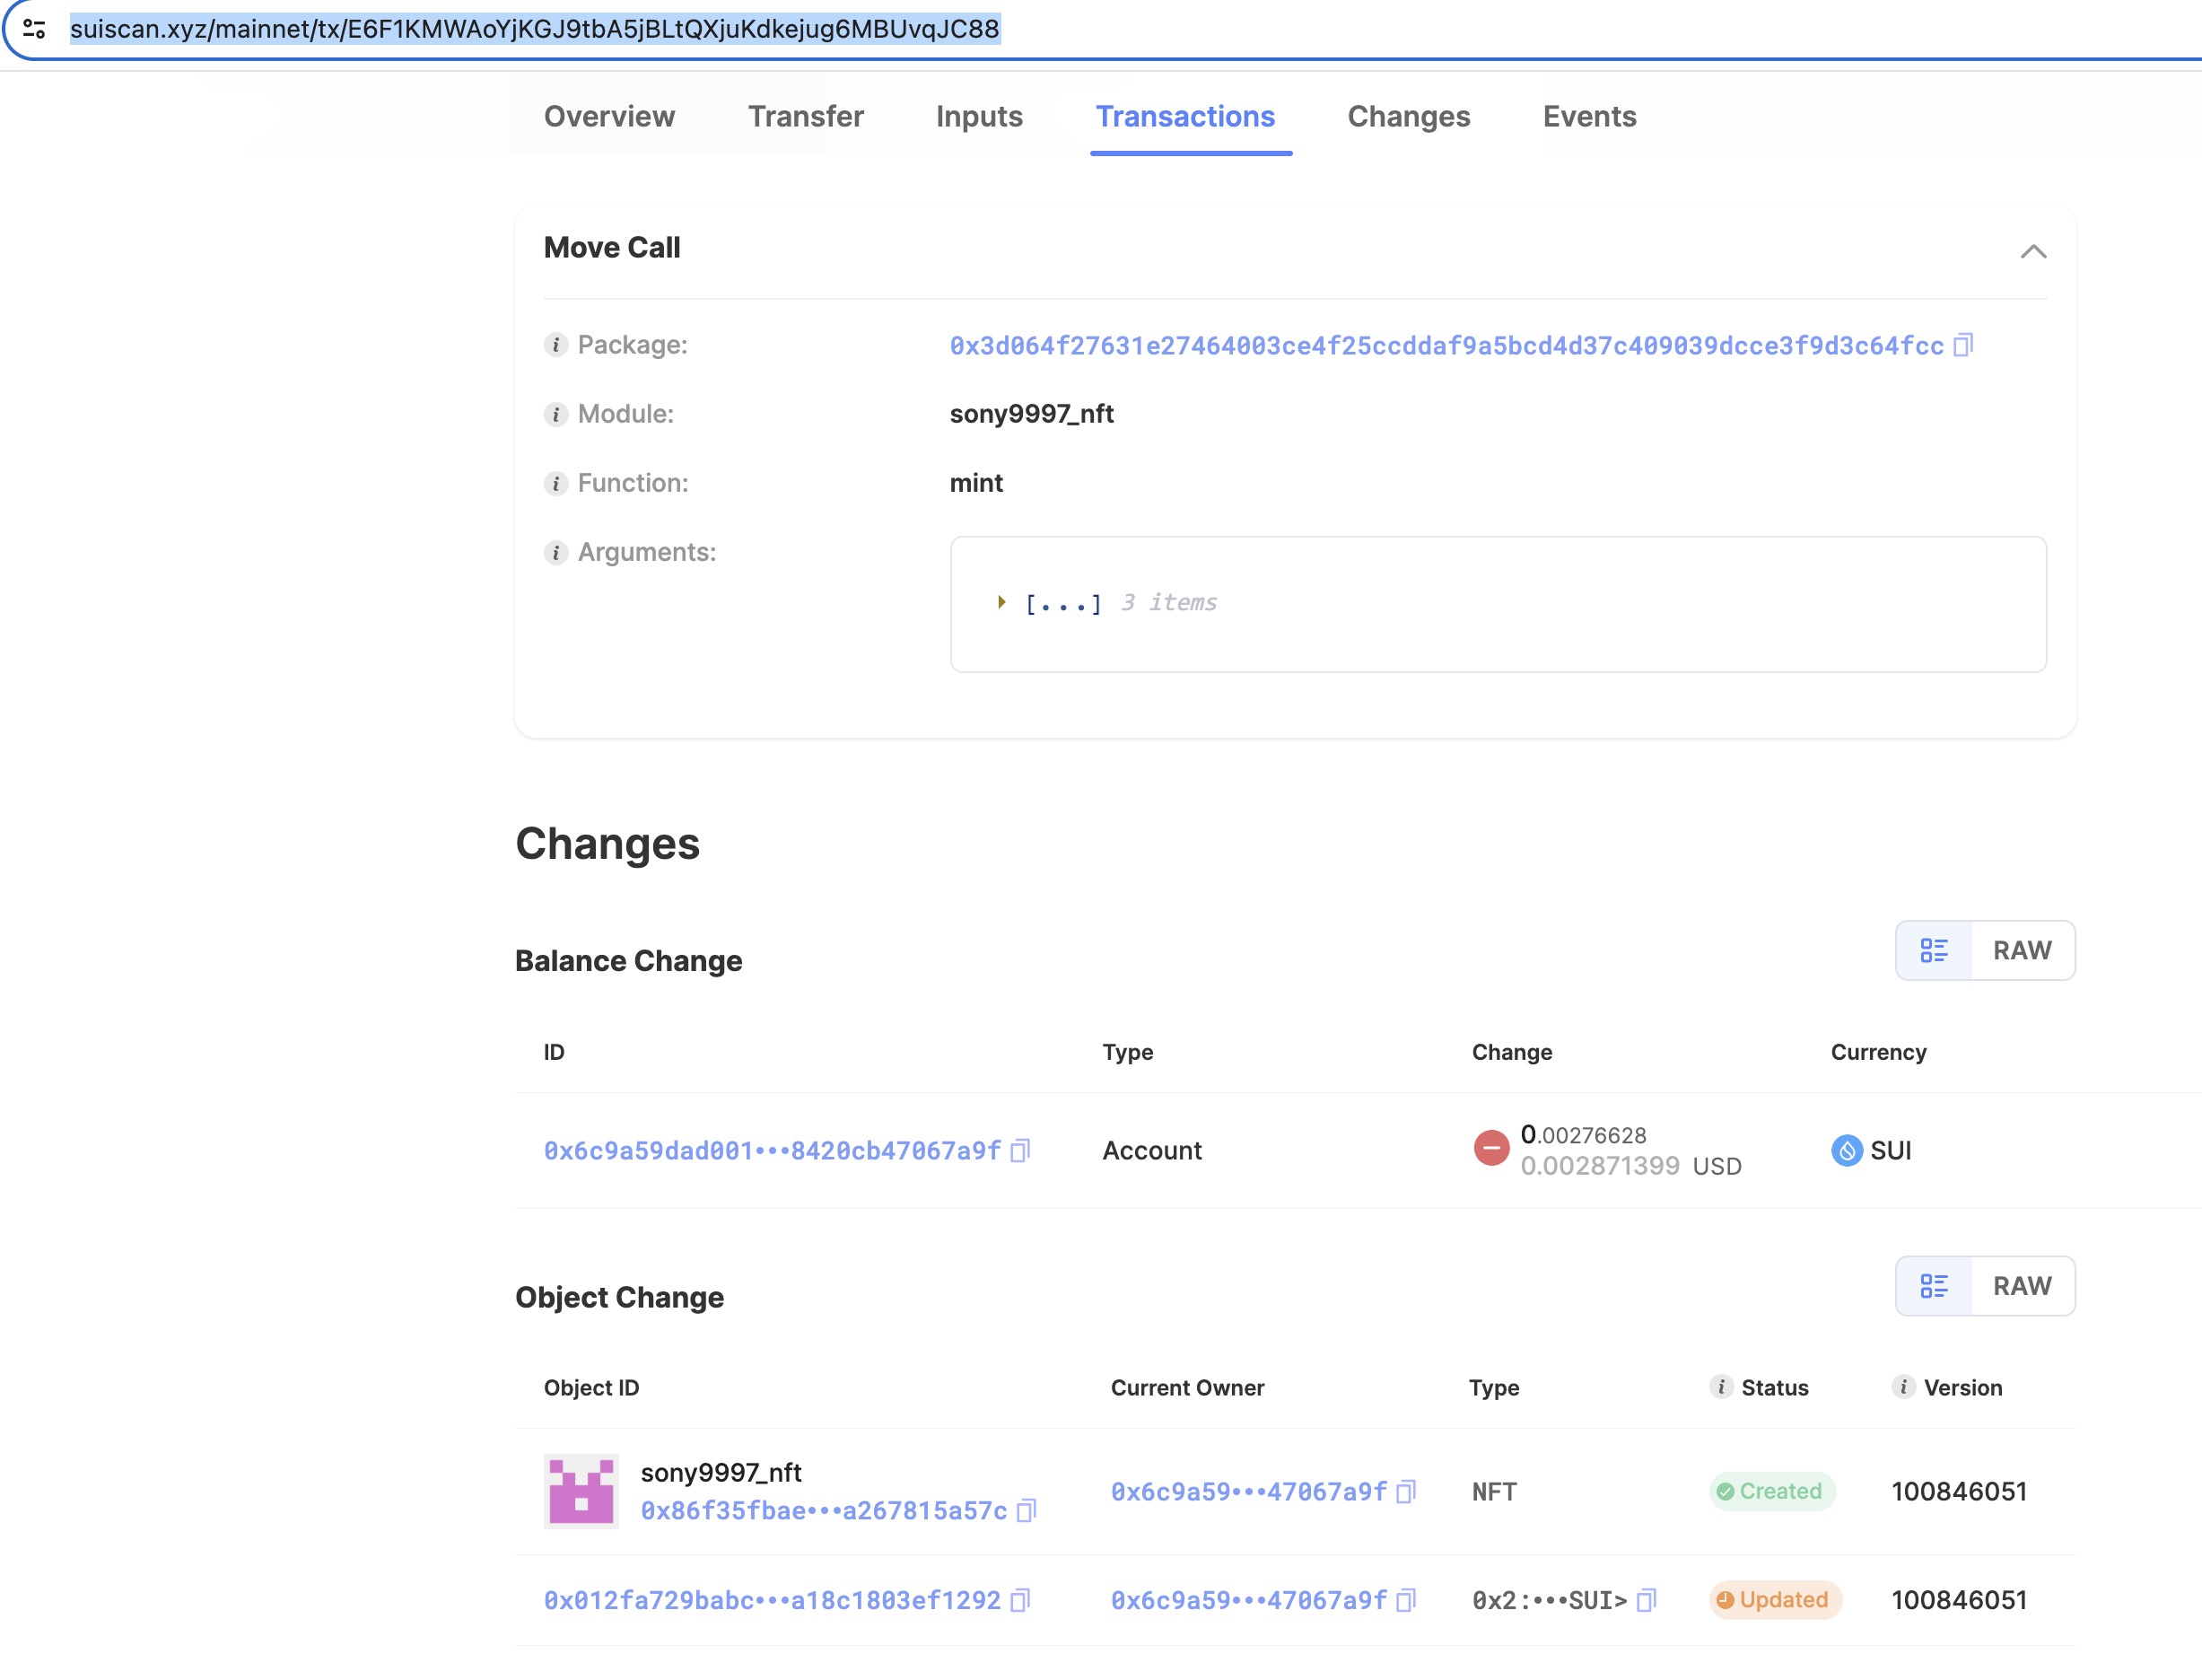 suiscan.xyz/mainnet/tx/E6F1KMWAoYjKGJ9tbA5jBLtQXjuKdkejug6MBUvqJC88
Overview Transfer Inputs Transactions Changes Events
Move Call
Package: 0x3d064f27631e27464003ce4f25ccddaf9a5bcd4d37c409039dcce3f9d3c64fcc
Module: sony9997_nft
Function: mint
Arguments:
[...] 3 items
Changes
Balance Change
RAW
ID Type Change Currency
0x6c9a59dad001•••8420cb47067a9f Account 0.00276628 SUI
0.002871399 USD
Object Change
RAW
Object ID Current Owner Type Status Version
sony9997_nft
0x86f35fbae•••a267815a57c 0x6c9a59•••47067a9f NFT Created 100846051
0x012fa729babc•••a18c1803ef1292 0x6c9a59•••47067a9f 0x2:•••SUI> Updated 100846051